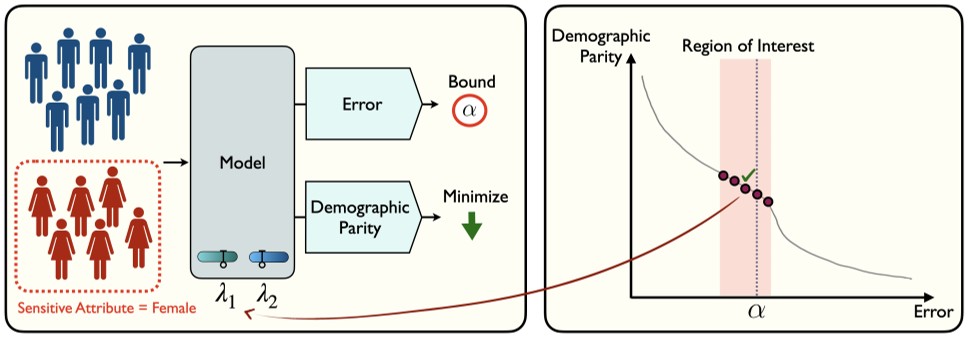 Sensitive Attribute = Female
Model
λ1 λ2
Error
Demographic
Parity
Bound
α
Minimize
Demographic
Parity
Region of Interest
α
Error